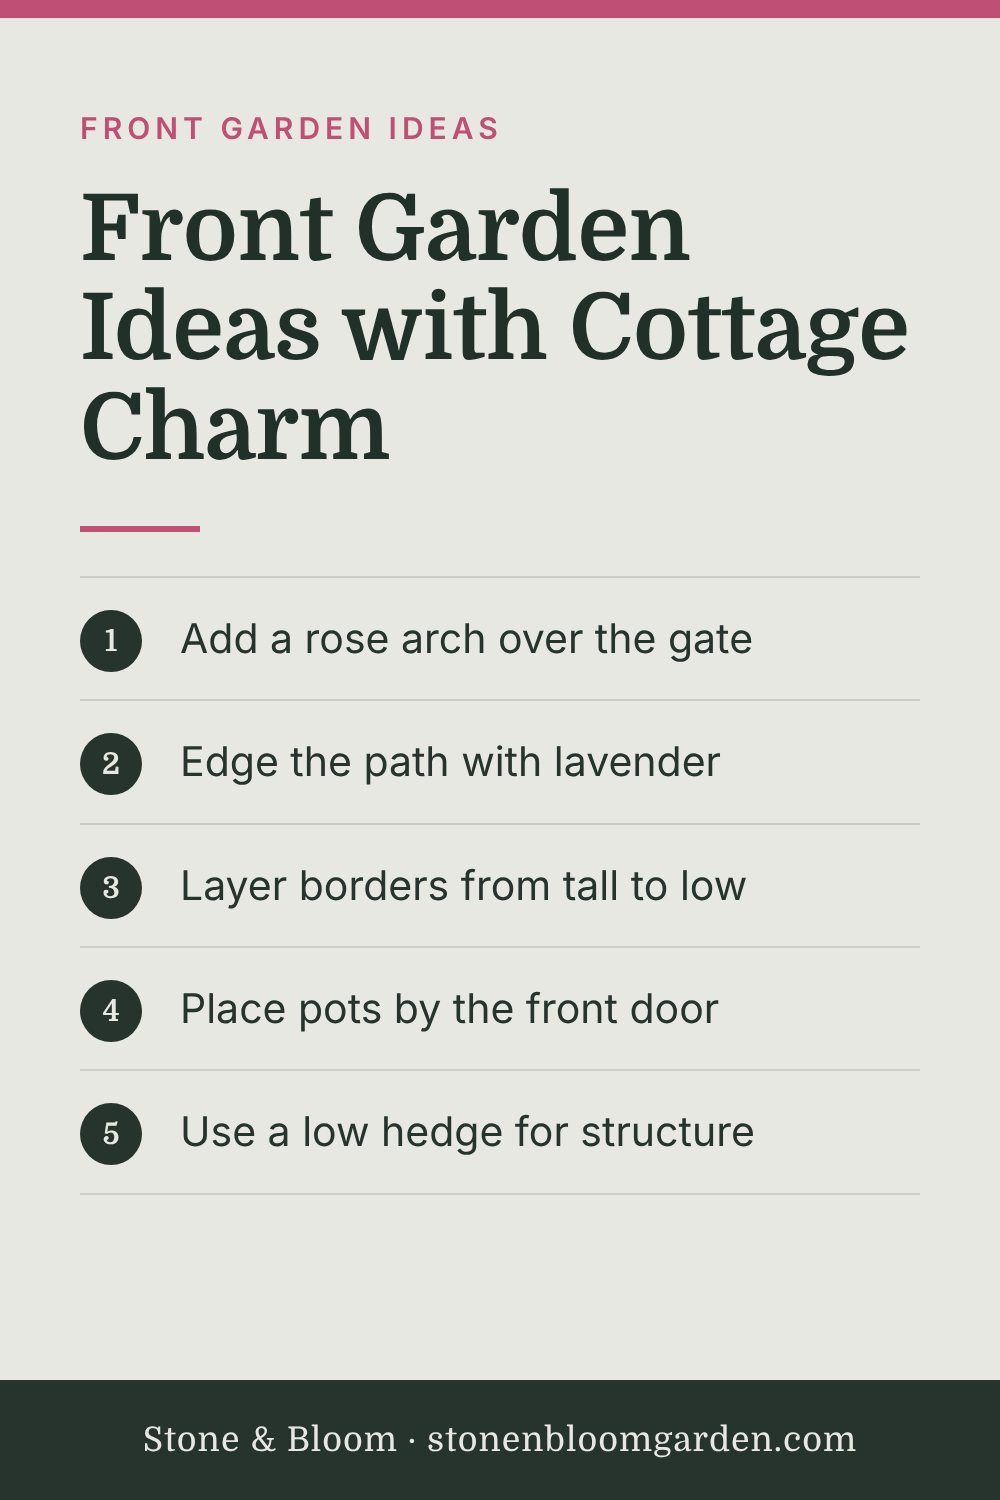 FRONT GARDEN IDEAS
Front Garden
Ideas with Cottage
Charm
1 Add a rose arch over the gate
2 Edge the path with lavender
3 Layer borders from tall to low
4 Place pots by the front door
5 Use a low hedge for structure
Stone & Bloom · stonenbloomgarden.com